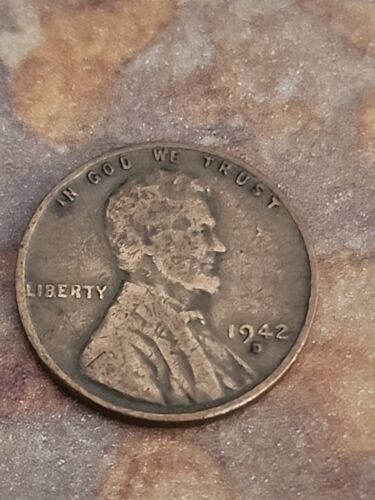 IN GOD WE TRUST
LIBERTY
1942
D